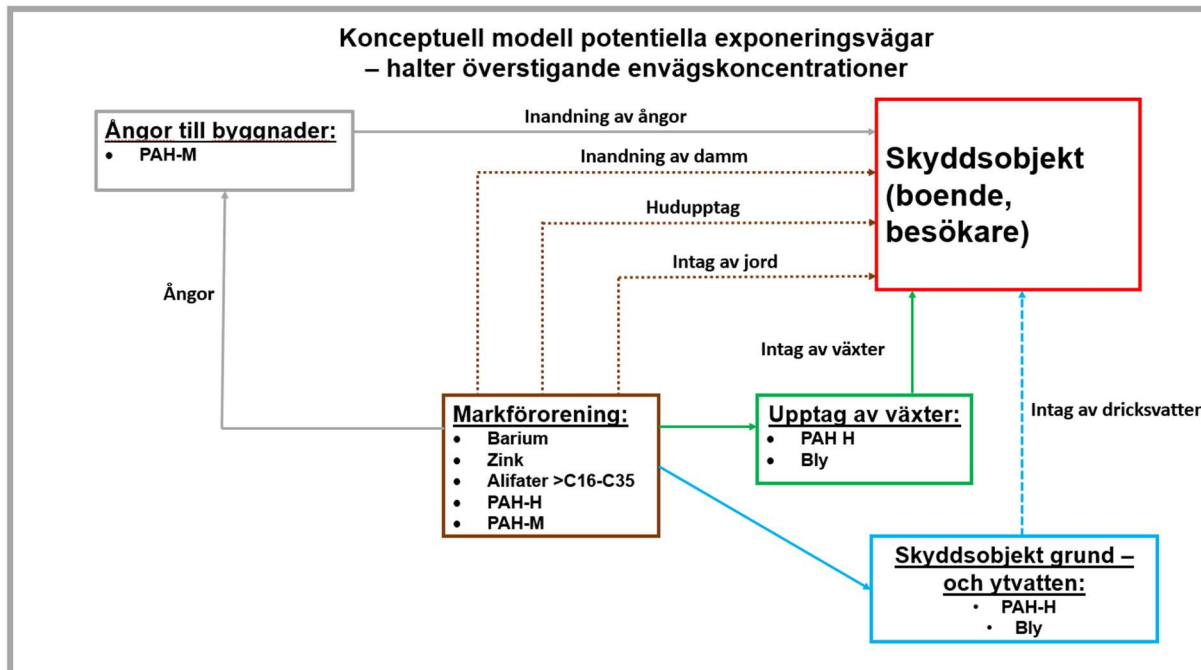 Konceptuell modell potentiella exponeringsvägar
– halter överstigande envägskoncentrationer
Ångor till byggnader:
• PAH-M
Inandning av ångor
Inandning av damm
Hudupptag
Intag av jord
Skyddsobjekt
(boende,
besökare)
Ångor
Intag av växter
Intag av dricksvatten
Markförorening:
• Barium
• Zink
• Alifater >C16-C35
• PAH-H
• PAH-M
Upptag av växter:
• PAH H
• Bly
Skyddsobjekt grund –
och ytvatten:
• PAH-H
• Bly